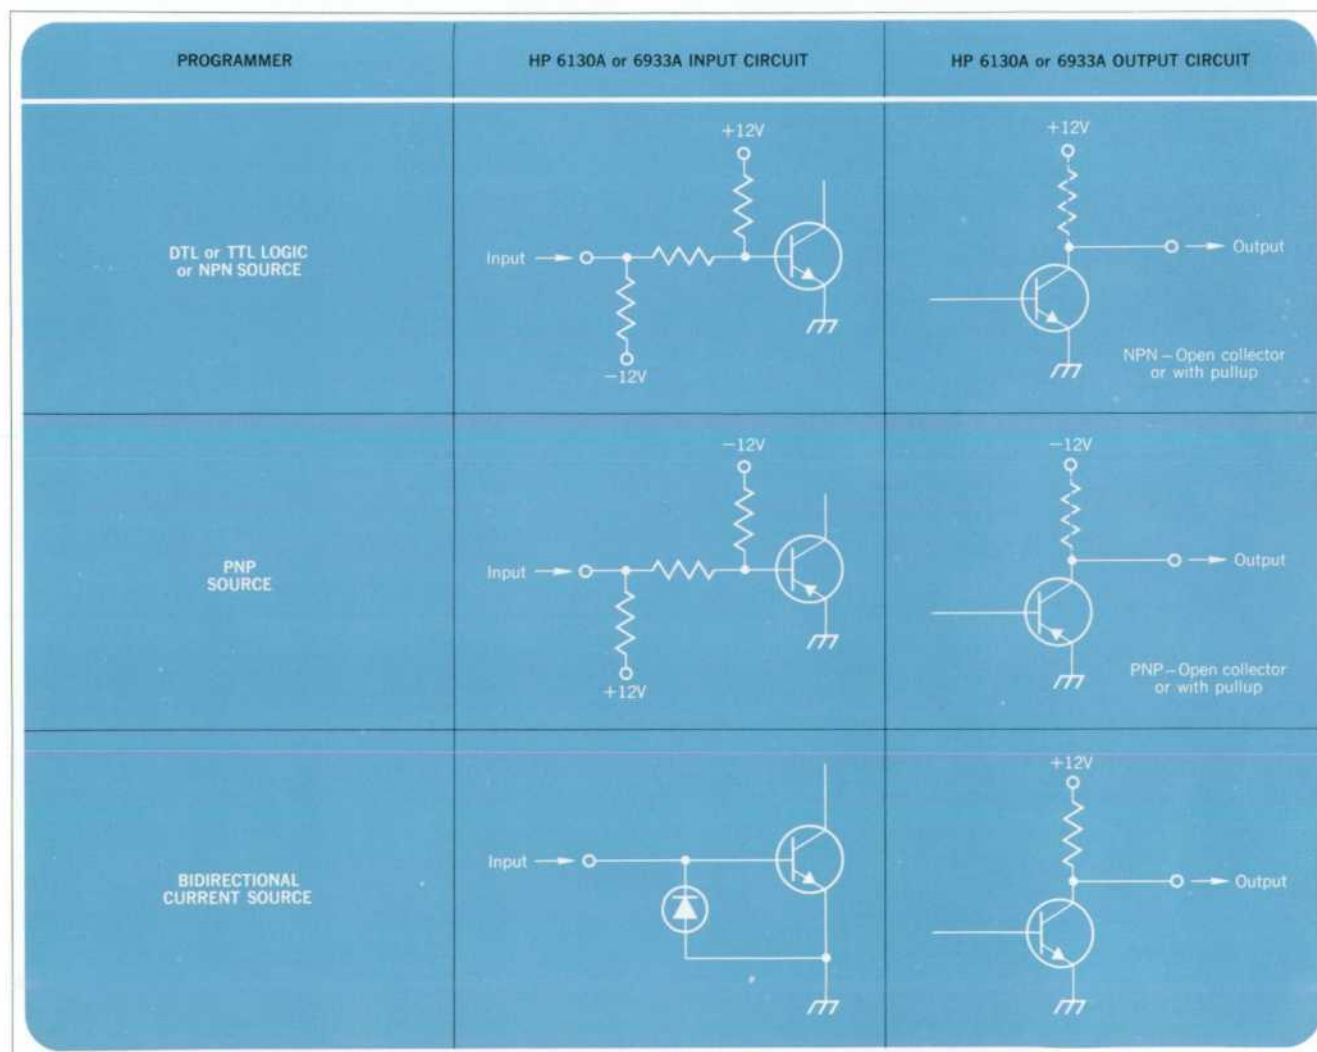 PROGRAMMER
HP 6130A or 6933A INPUT CIRCUIT
HP 6130A or 6933A OUTPUT CIRCUIT
DTL or TTL LOGIC
or NPN SOURCE
+12V
Input
−12V
+12V
Output
NPN–Open collector
or with pullup
PNP
SOURCE
−12V
Input
+12V
−12V
Output
PNP–Open collector
or with pullup
BIDIRECTIONAL
CURRENT SOURCE
Input
+12V
Output